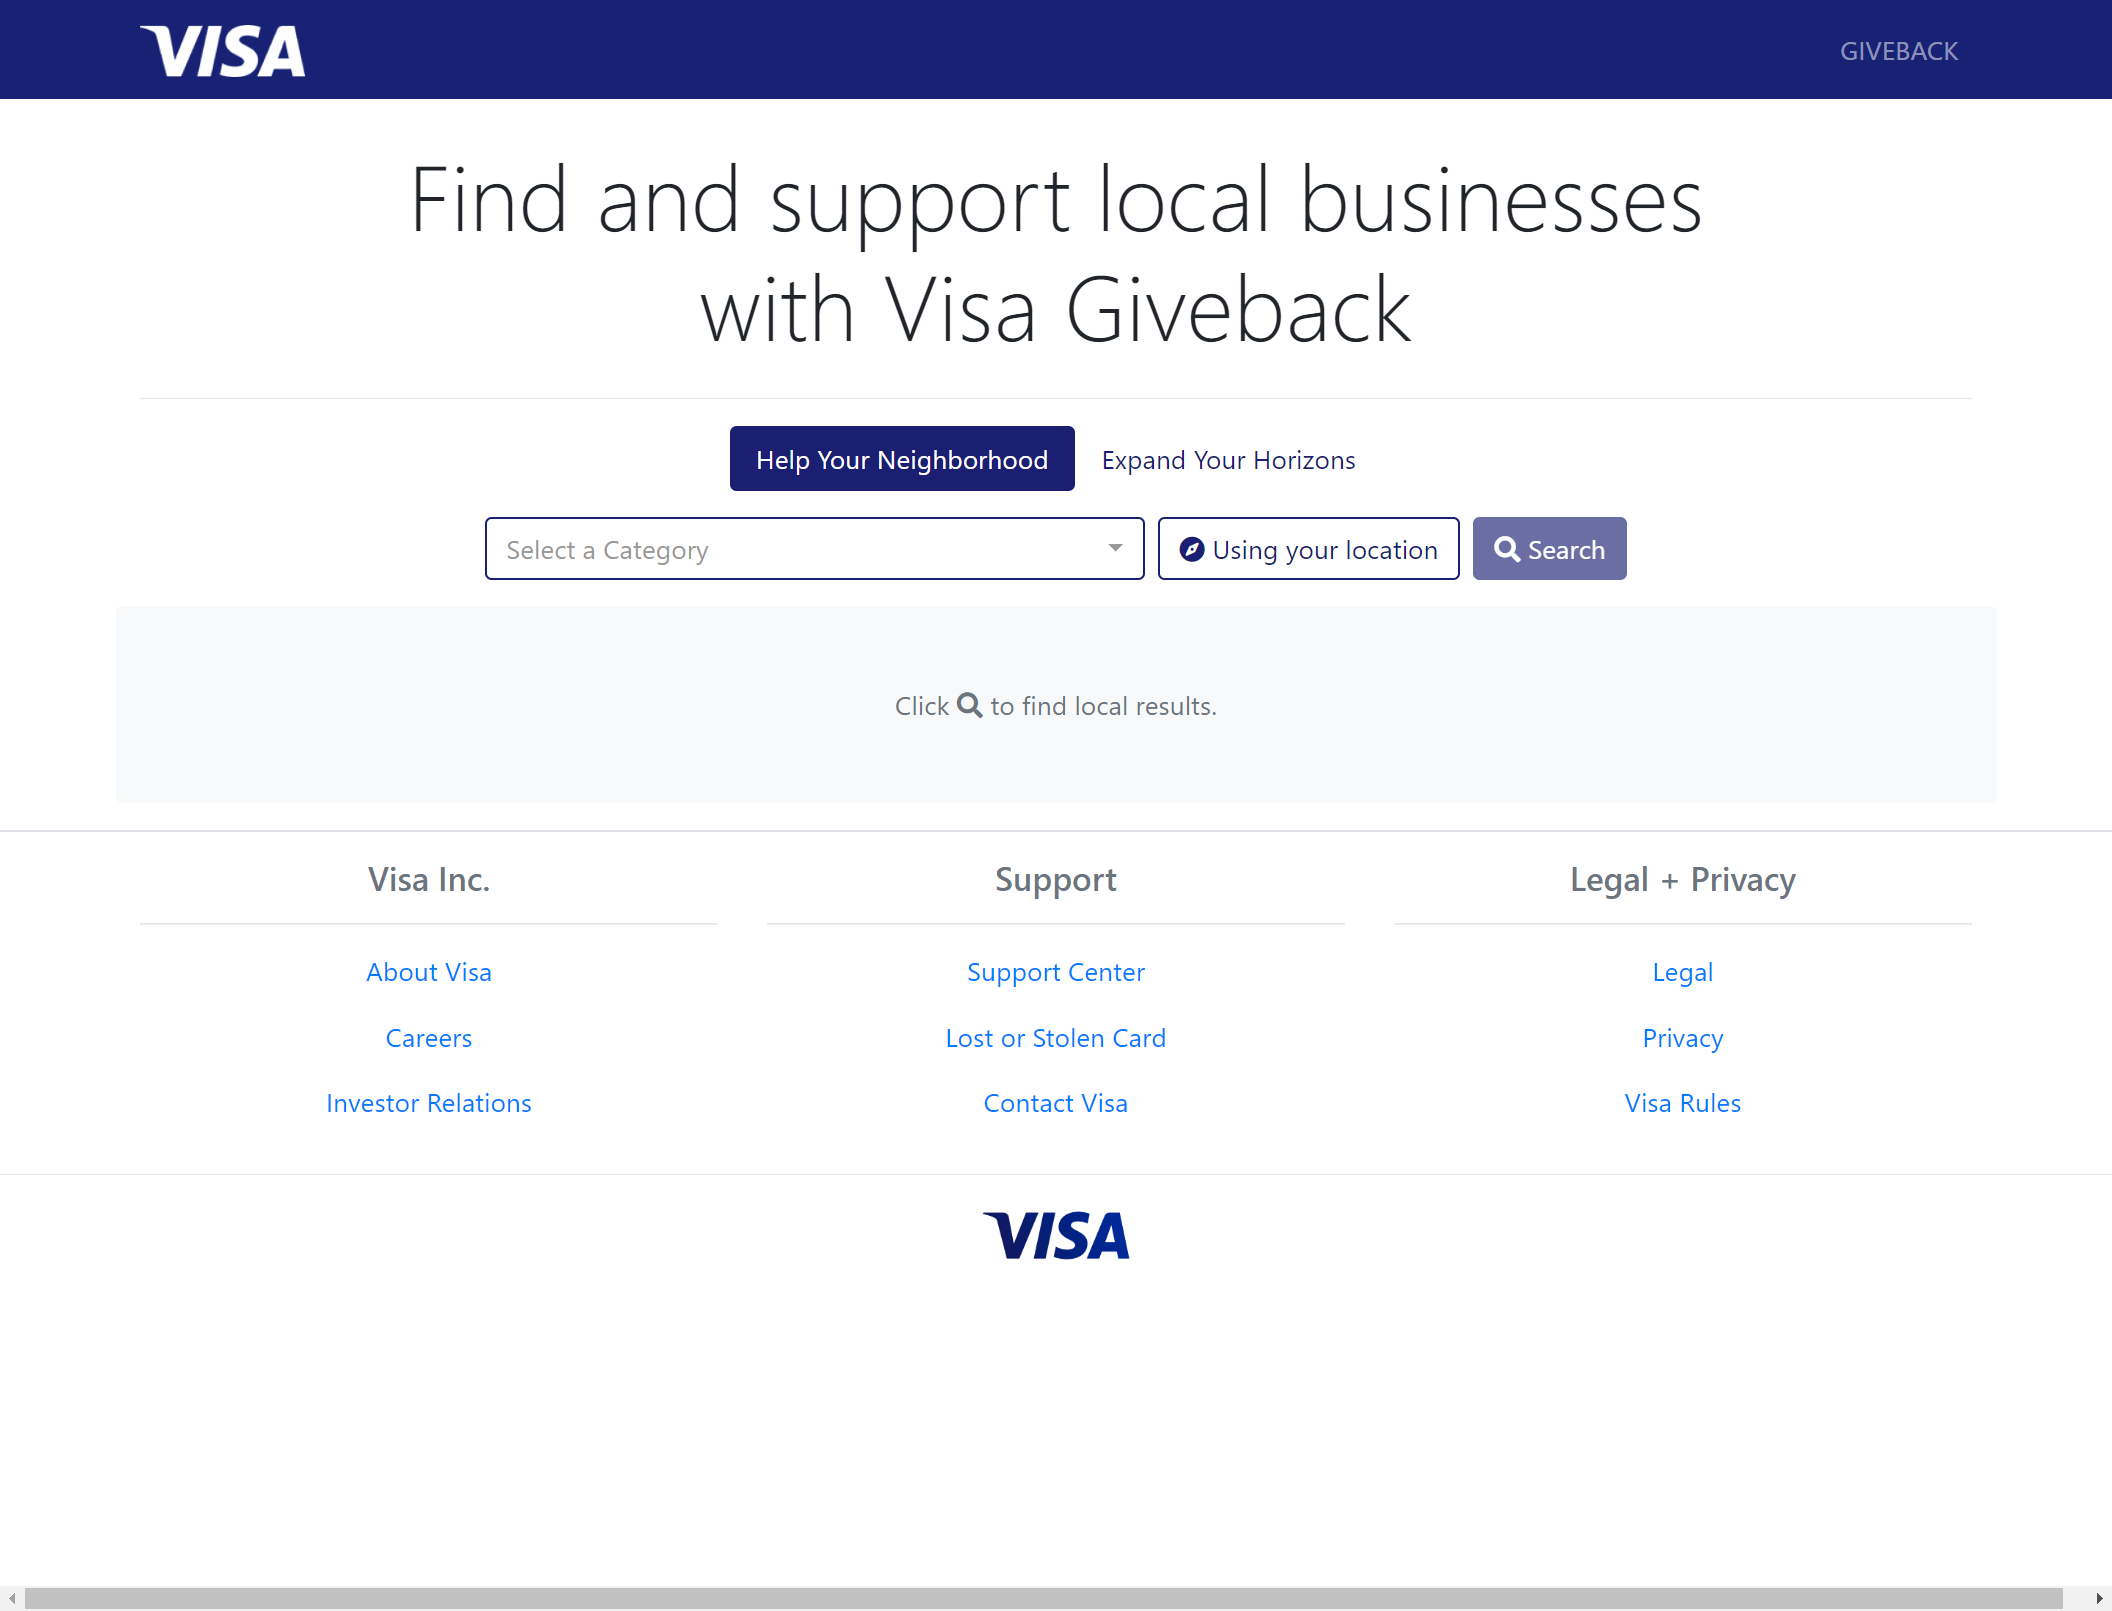 VISA
GIVEBACK
Find and support local businesses
with Visa Giveback
Help Your Neighborhood
Expand Your Horizons
Select a Category
Using your location
Search
Click to find local results.
Visa Inc.
About Visa
Careers
Investor Relations
Support
Support Center
Lost or Stolen Card
Contact Visa
Legal + Privacy
Legal
Privacy
Visa Rules
VISA